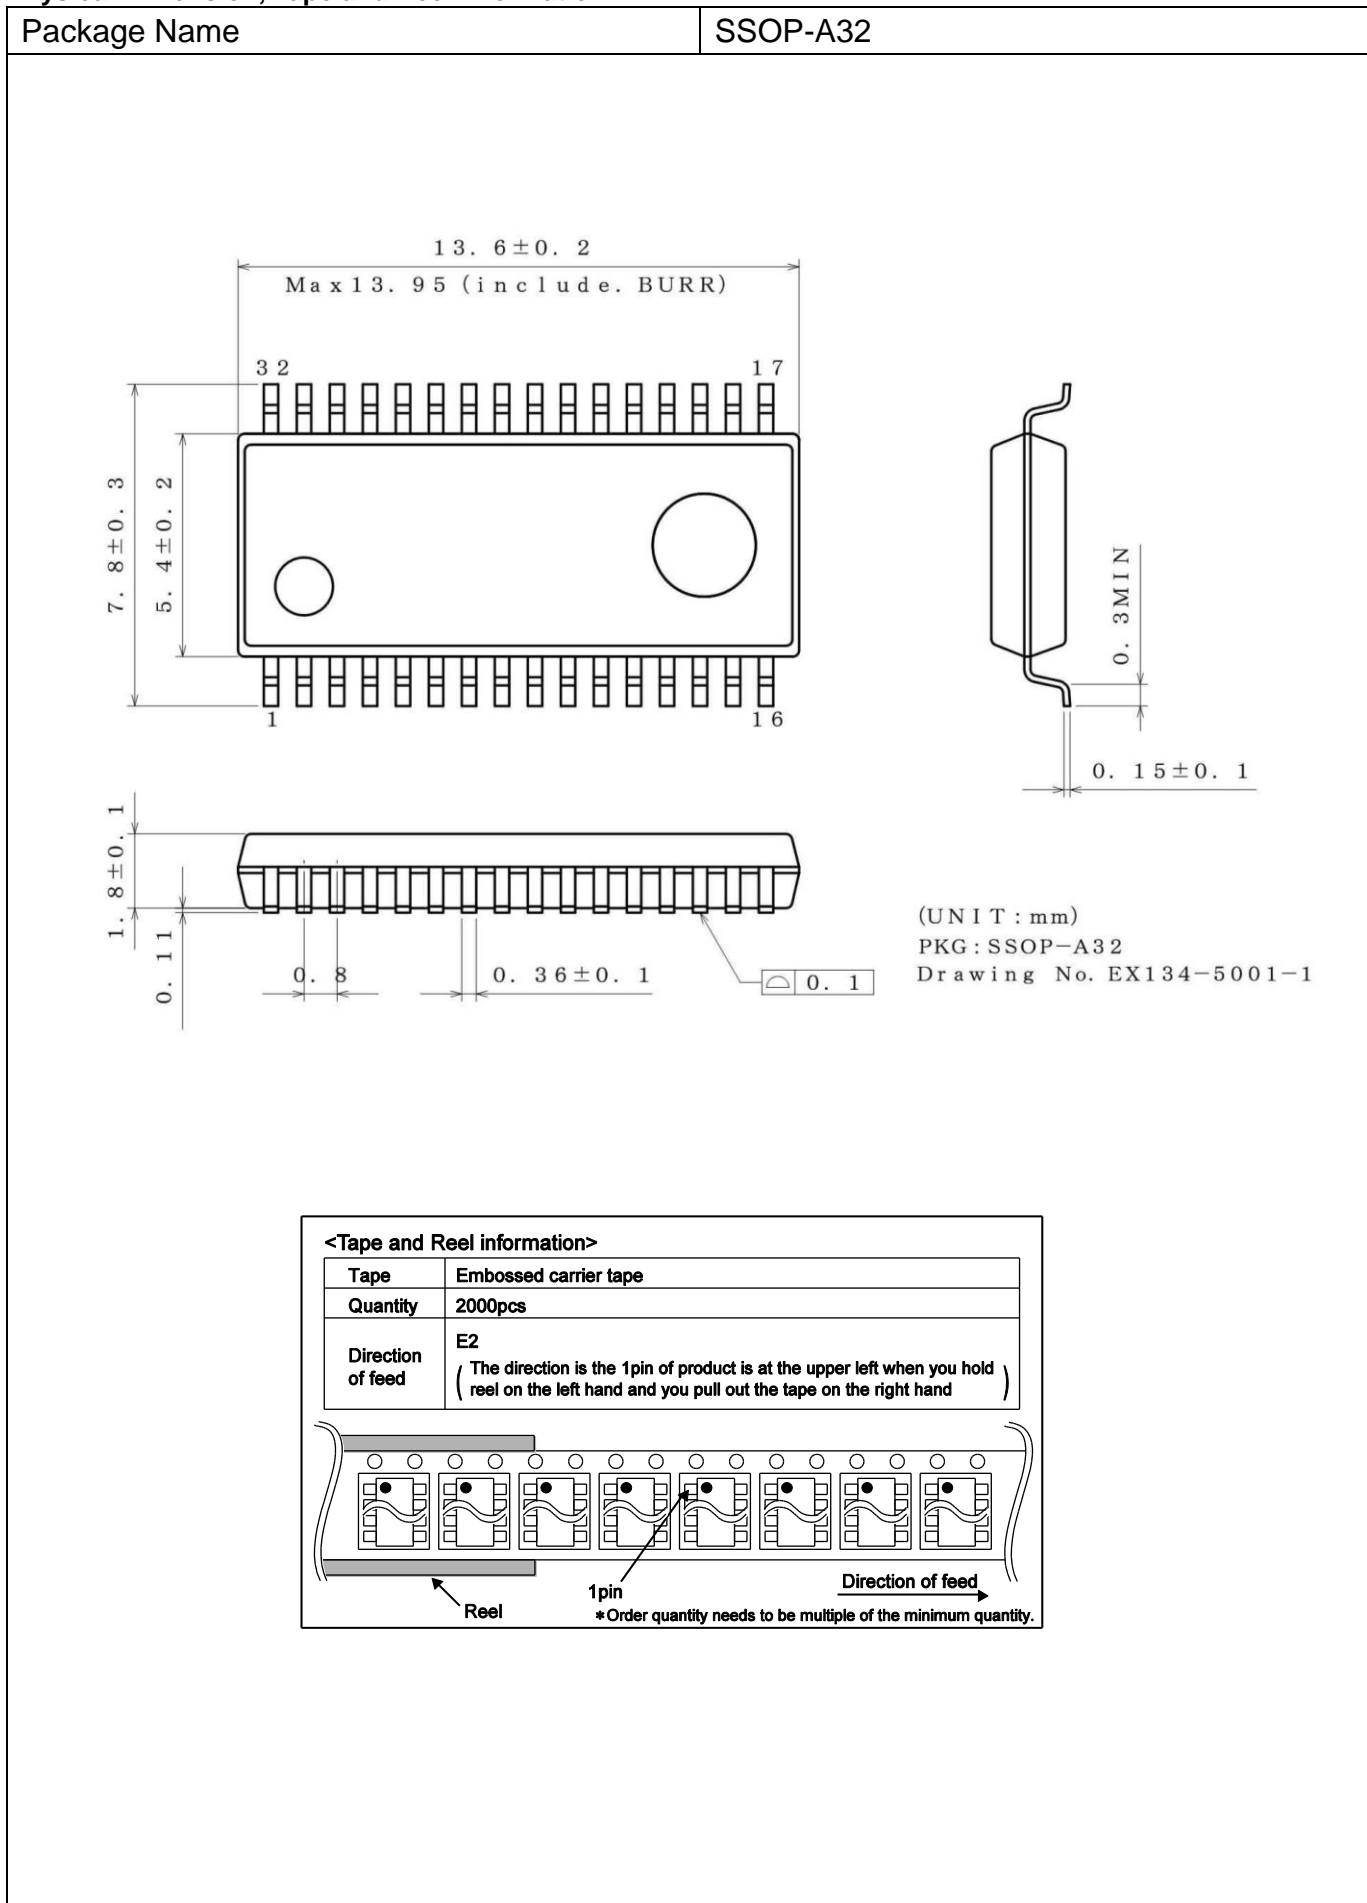 Package Name
SSOP-A32
13.6±0.2
Max13.95 (include. BURR)
32
17
7.8±0.3
5.4±0.2
0.3MIN
1
16
0.15±0.1
1.8±0.1
0.11
0.8
0.36±0.1
⌓ 0.1
(UNIT:mm)
PKG:SSOP-A32
Drawing No. EX134-5001-1
<Tape and Reel information>
Tape
Embossed carrier tape
Quantity
2000pcs
Direction
of feed
E2
(The direction is the 1pin of product is at the upper left when you hold
reel on the left hand and you pull out the tape on the right hand)
1pin
Direction of feed
Reel
*Order quantity needs to be multiple of the minimum quantity.